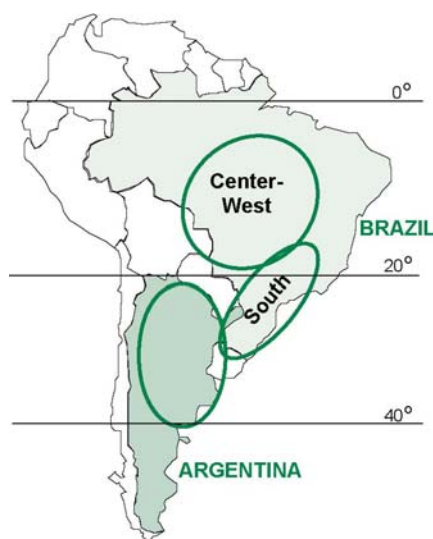 0°
Center-
West
BRAZIL
20°
South
40°
ARGENTINA